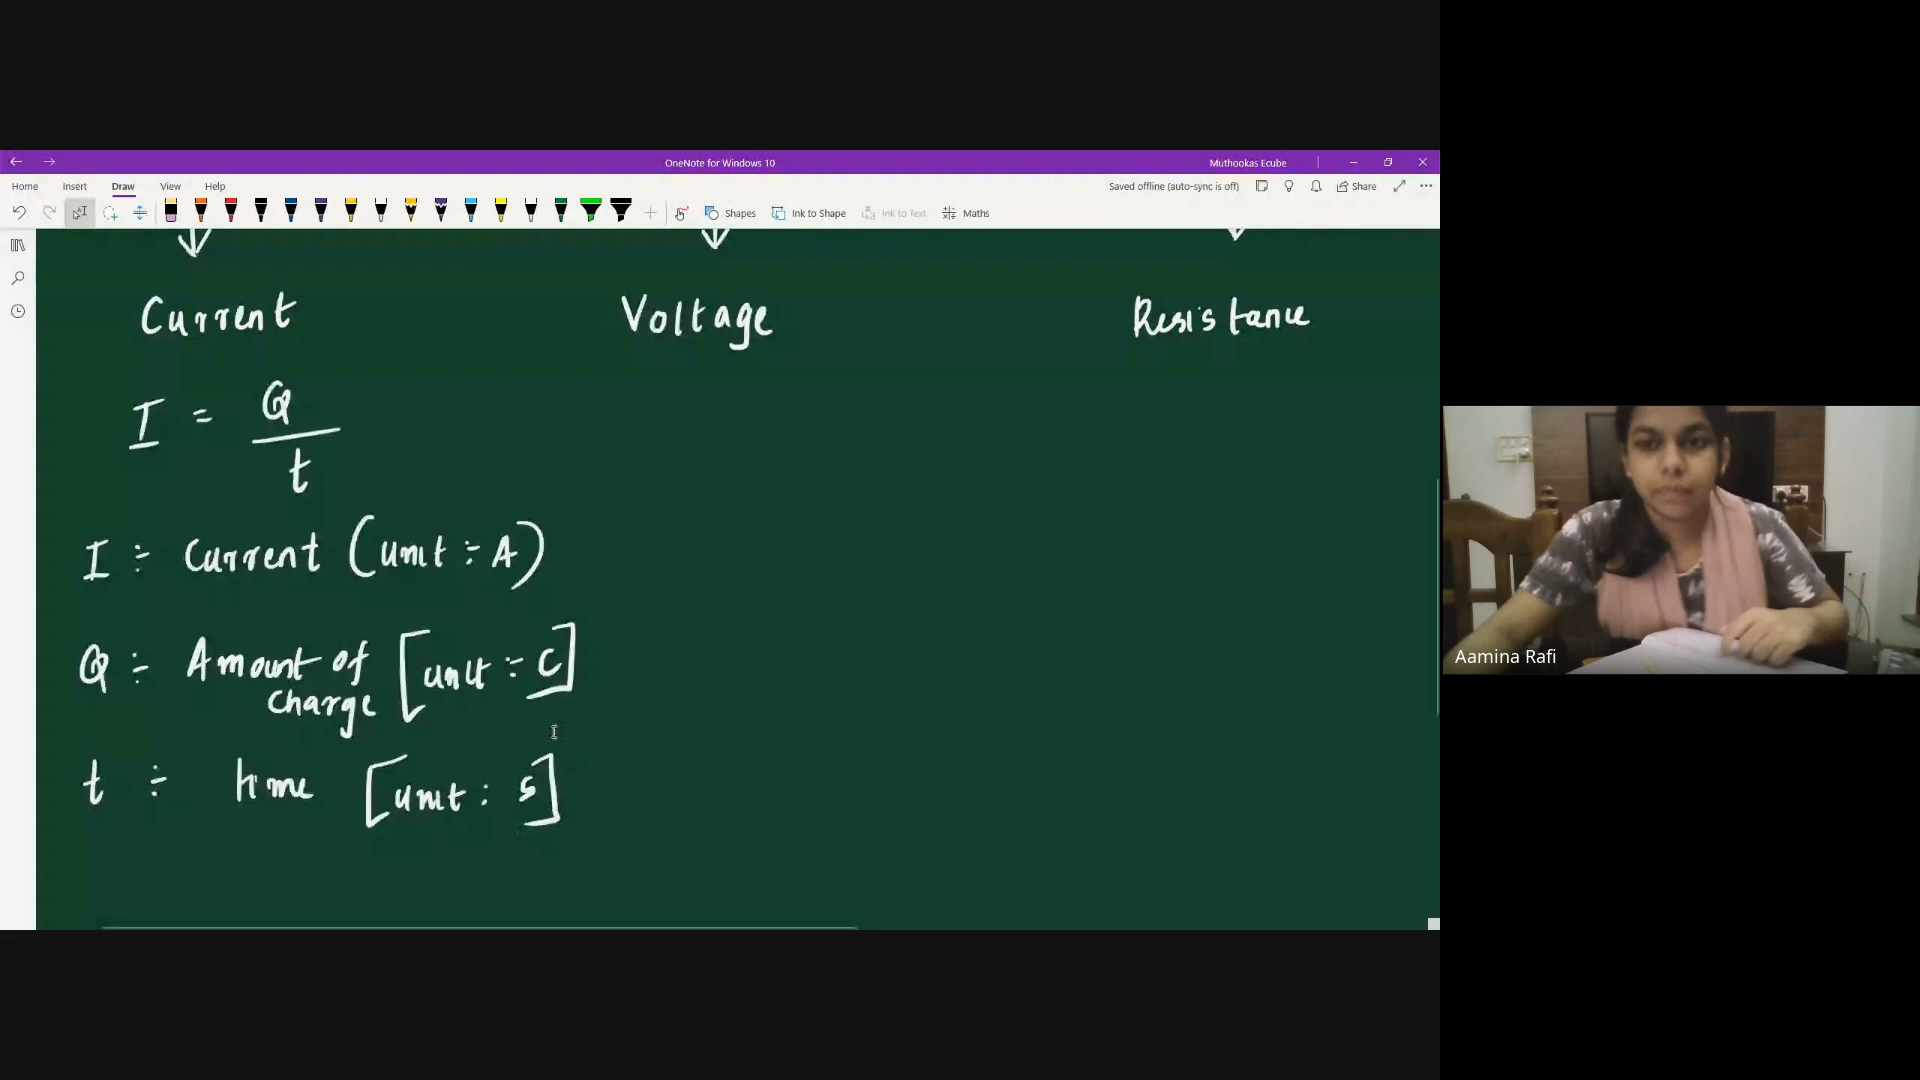 OneNote for Windows 10
Muthookas Ecube
Home Insert Draw View Help
Saved offline (auto-sync is off)
Share
Shapes
Ink to Shape
Ink to Text
Maths
Current Voltage Resistance
I = Q
t
I ÷ Current (unit ÷ A)
Q ÷ Amount of charge [unit ÷ C]
t ÷ time [unit : s]
Aamina Rafi